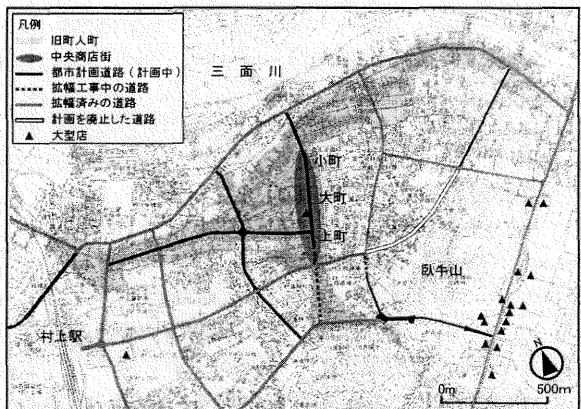 凡例
旧町人町
中央商店街
都市計画道路(計画中)
拡幅工事中の道路
拡幅済みの道路
計画を廃止した道路
大型店
三面川
小町
大町
上町
臥牛山
村上駅
N
0m 500m